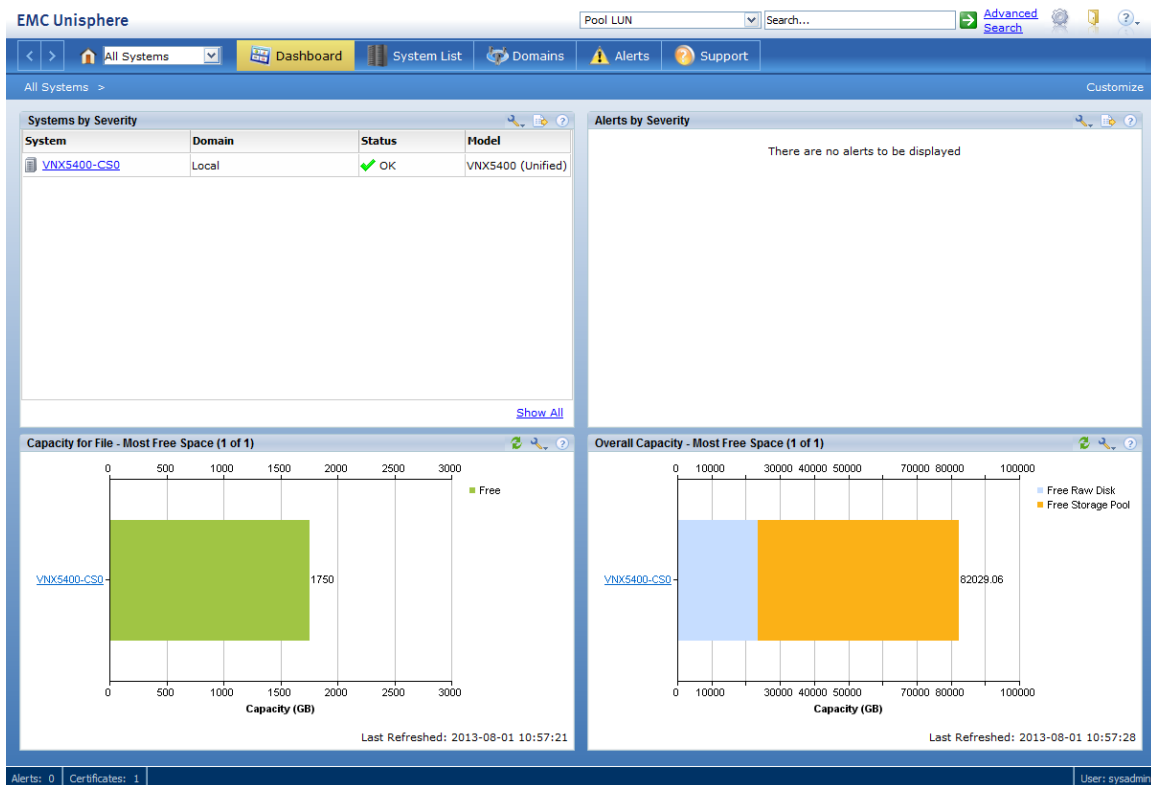 EMC Unisphere
Pool LUN
Search...
Advanced Search
?
< >
All Systems
Dashboard
System List
Domains
Alerts
Support
All Systems >
Customize
Systems by Severity
System Domain Status Model
VNX5400-CS0 Local OK VNX5400 (Unified)
Show All
Alerts by Severity
There are no alerts to be displayed
Capacity for File - Most Free Space (1 of 1)
0 500 1000 1500 2000 2500 3000
Free
VNX5400-CS0
1750
0 500 1000 1500 2000 2500 3000
Capacity (GB)
Last Refreshed: 2013-08-01 10:57:21
Overall Capacity - Most Free Space (1 of 1)
0 10000 30000 40000 50000 70000 80000 100000
Free Raw Disk
Free Storage Pool
VNX5400-CS0
82029.06
0 10000 30000 40000 50000 70000 80000 100000
Capacity (GB)
Last Refreshed: 2013-08-01 10:57:28
Alerts: 0 Certificates: 1 User: sysadmin